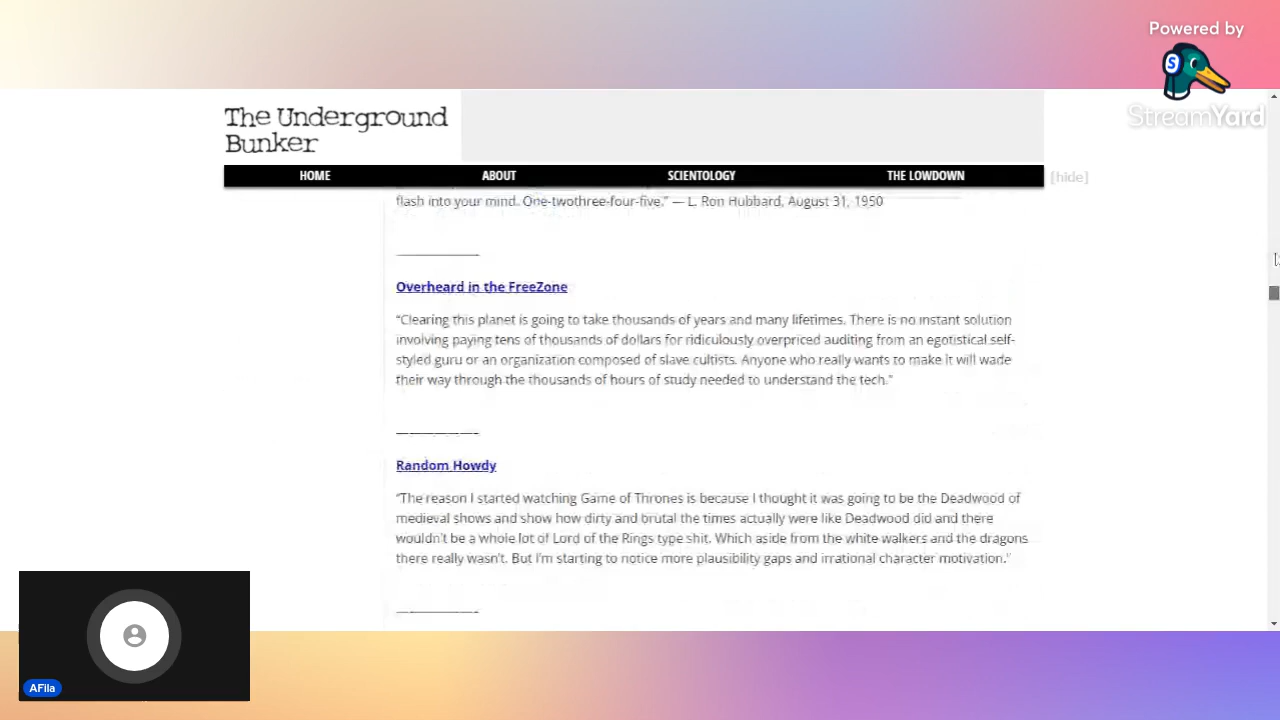 Powered by
StreamYard
The Underground
Bunker
HOME ABOUT SCIENTOLOGY THE LOWDOWN [hide]
flash into your mind. One-twothree-four-five.” — L. Ron Hubbard, August 31, 1950
Overheard in the FreeZone
“Clearing this planet is going to take thousands of years and many lifetimes. There is no instant solution
involving paying tens of thousands of dollars for ridiculously overpriced auditing from an egotistical self-
styled guru or an organization composed of slave cultists. Anyone who really wants to make it will wade
their way through the thousands of hours of study needed to understand the tech.”
Random Howdy
“The reason I started watching Game of Thrones is because I thought it was going to be the Deadwood of
medieval shows and show how dirty and brutal the times actually were like Deadwood did and there
wouldn’t be a whole lot of Lord of the Rings type shit. Which aside from the white walkers and the dragons
there really wasn’t. But I’m starting to notice more plausibility gaps and irrational character motivation.”
AFila